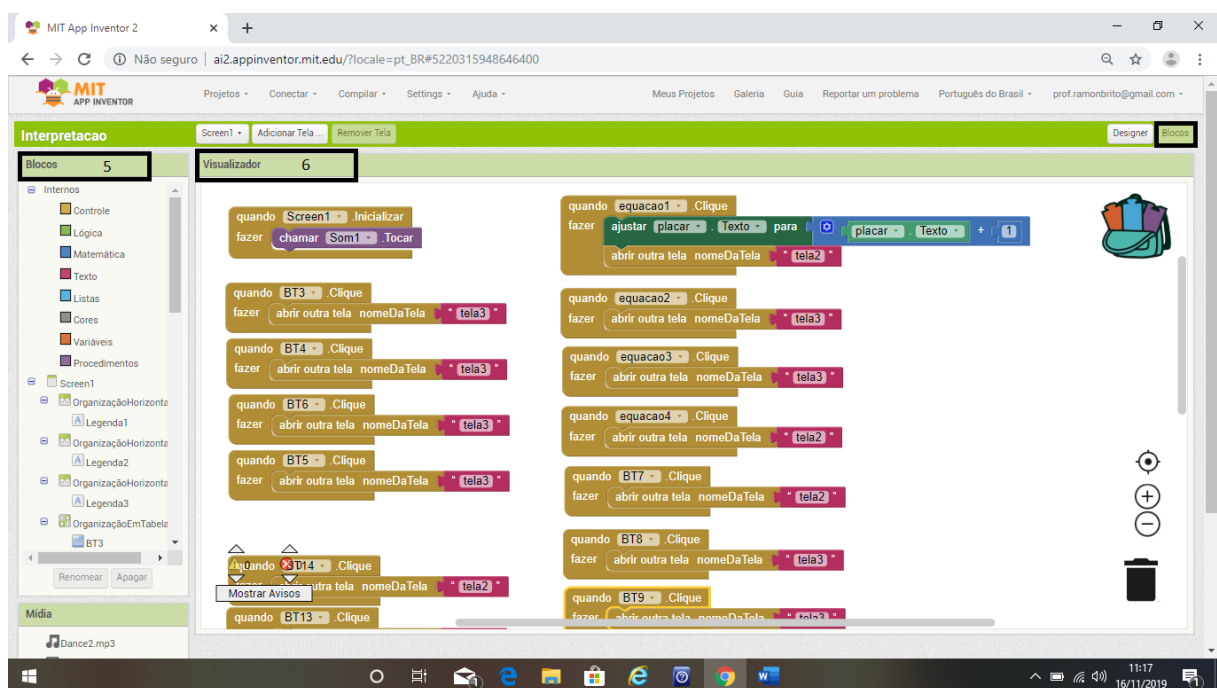 MIT App Inventor 2
Não seguro | ai2.appinventor.mit.edu/?locale=pt_BR#5220315948646400
MIT
APP INVENTOR
Projetos Conectar Compilar Settings Ajuda Meus Projetos Galeria Guia Reportar um problema Português do Brasil prof.ramonbrito@gmail.com
Interpretacao Screen1 Adicionar Tela ... Remover Tela Designer Blocos
Blocos 5
Visualizador 6
Internos
Controle
Lógica
Matemática
Texto
Listas
Cores
Variáveis
Procedimentos
Screen1
OrganizaçãoHorizonta
Legenda1
OrganizaçãoHorizonta
Legenda2
OrganizaçãoHorizonta
Legenda3
OrganizaçãoEmTabela
BT3
Renomear Apagar
Mídia
Dance2.mp3
quando Screen1 .Inicializar
fazer chamar Som1 .Tocar
quando BT3 .Clique
fazer abrir outra tela nomeDaTela " tela3 "
quando BT4 .Clique
fazer abrir outra tela nomeDaTela " tela3 "
quando BT6 .Clique
fazer abrir outra tela nomeDaTela " tela3 "
quando BT5 .Clique
fazer abrir outra tela nomeDaTela " tela3 "
.Clique
outra tela nomeDaTela " tela2 "
0
Mostrar Avisos
quando BT13 .Clique
quando equacao1 .Clique
fazer ajustar placar . Texto para placar . Texto + 1
abrir outra tela nomeDaTela " tela2 "
quando equacao2 .Clique
fazer abrir outra tela nomeDaTela " tela3 "
quando equacao3 .Clique
fazer abrir outra tela nomeDaTela " tela3 "
quando equacao4 .Clique
fazer abrir outra tela nomeDaTela " tela2 "
quando BT7 .Clique
fazer abrir outra tela nomeDaTela " tela2 "
quando BT8 .Clique
fazer abrir outra tela nomeDaTela " tela3 "
quando BT9 .Clique
fazer abrir outra tela nomeDaTela " tela3 "
11:17
16/11/2019